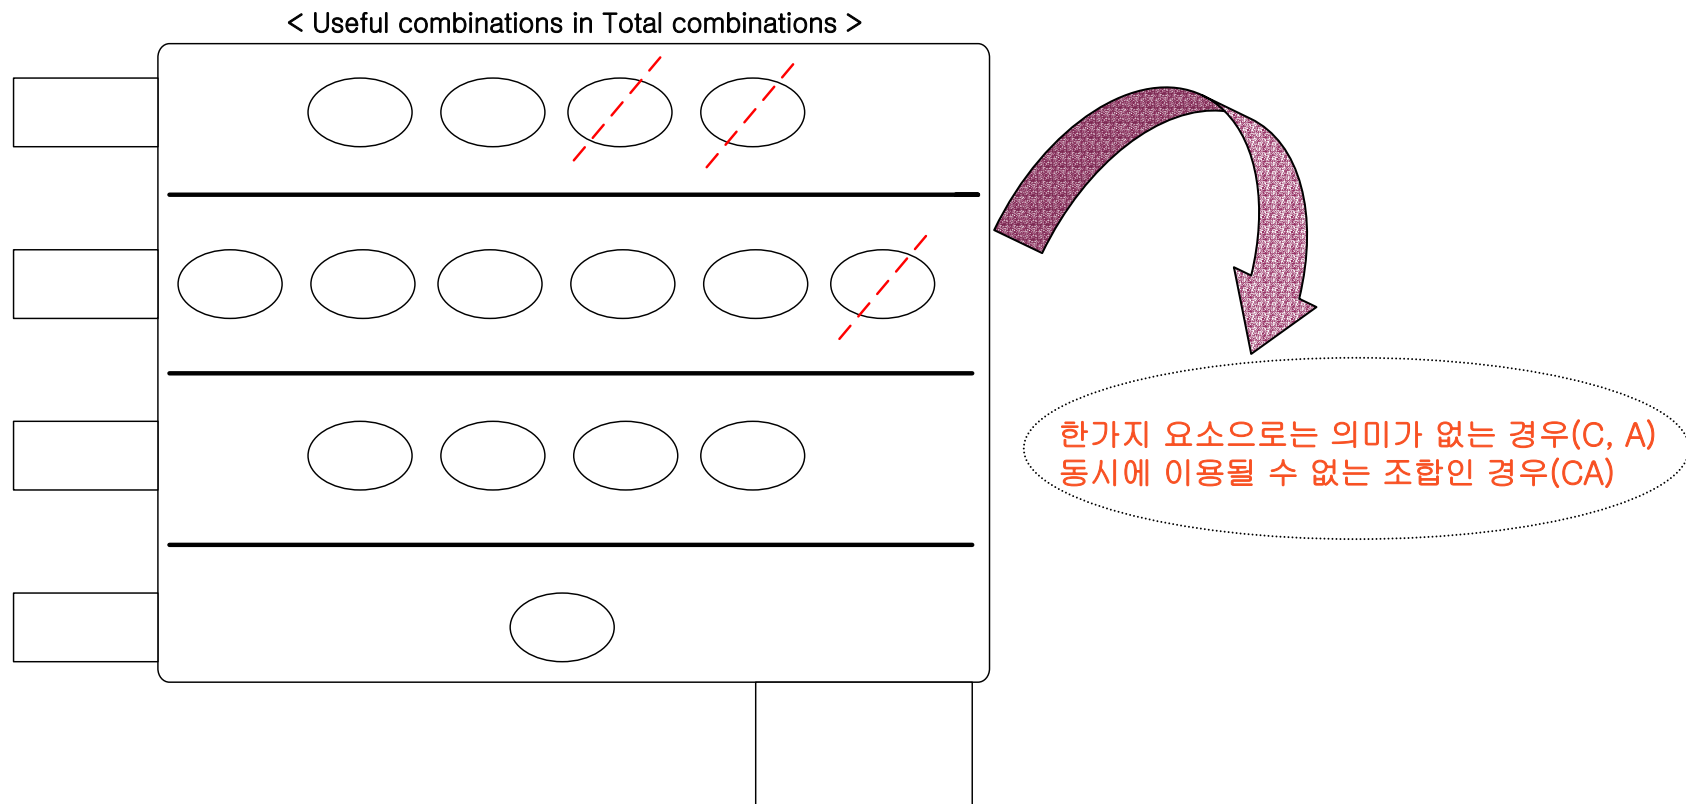 < Useful combinations in Total combinations >
한가지 요소으로는 의미가 없는 경우(C, A)
동시에 이용될 수 없는 조합인 경우(CA)